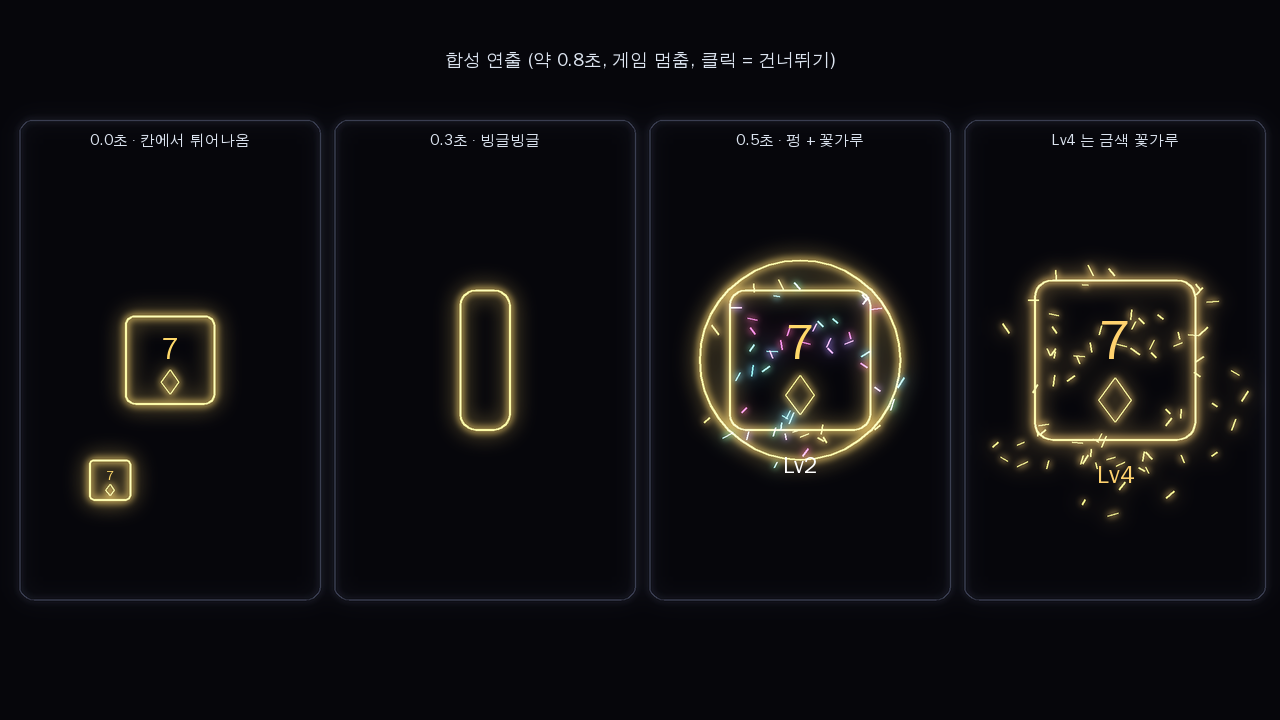 합성 연출 (약 0.8초, 게임 멈춤, 클릭 = 건너뛰기)
0.0초 · 칸에서 튀어나옴
7
7
0.3초 · 빙글빙글
0.5초 · 펑 + 꽃가루
7
Lv2
Lv4 는 금색 꽃가루
7
Lv4